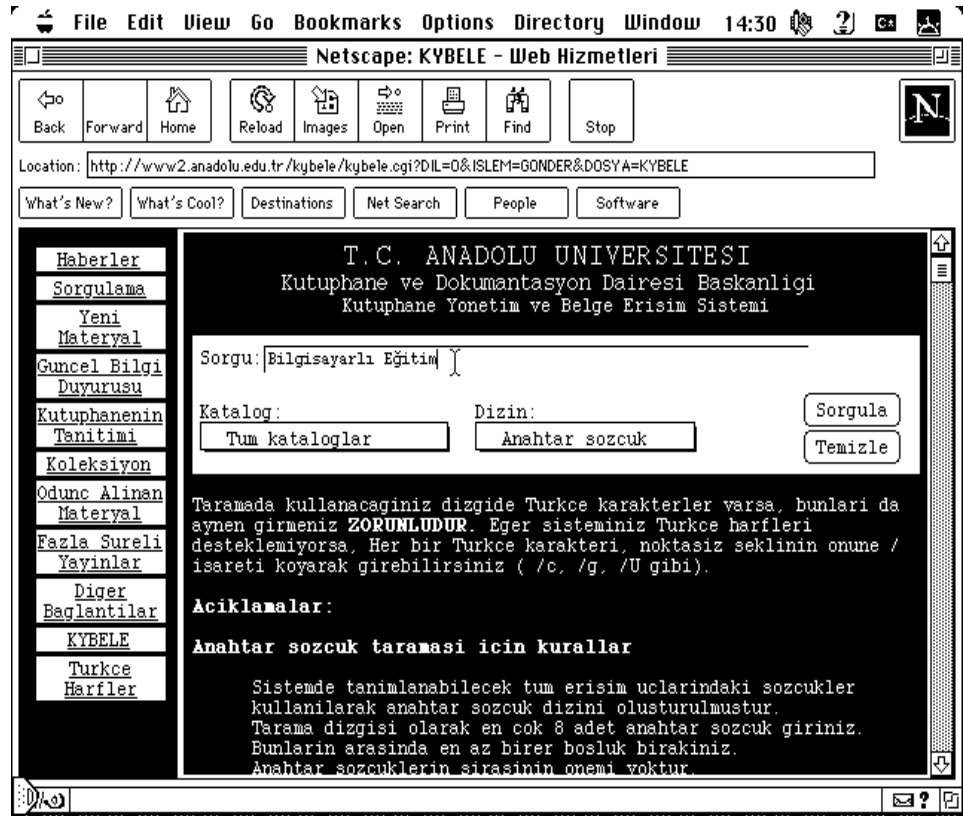 File Edit View Go Bookmarks Options Directory Window 14:30
Netscape: KYBELE - Web Hizmetleri
Back Forward Home Reload Images Open Print Find Stop
N
Location: http://www2.anadolu.edu.tr/kybele/kybele.cgi?DIL=0&ISLEM=GONDER&DOSYA=KYBELE
What's New? What's Cool? Destinations Net Search People Software
Haberler
Sorgulama
Yeni
Materyal
Guncel Bilgi
Duyurusu
Kutuphanenin
Tanitimi
Koleksiyon
Odunc Alinan
Materyal
Fazla Sureli
Yayinlar
Diger
Baglantilar
KYBELE
Turkce
Harfler
T.C. ANADOLU UNIVERSITESI
Kutuphane ve Dokumantasyon Dairesi Baskanligi
Kutuphane Yonetim ve Belge Erisim Sistemi
Sorgu: Bilgisayarlı Eğitim
Katalog: Dizin:
Tum kataloglar Anahtar sozcuk
Sorgula
Temizle
Taramada kullanacaginiz dizgide Turkce karakterler varsa, bunlari da
aynen girmeniz ZORUNLUDUR. Eger sisteminiz Turkce harfleri
desteklemiyorsa, Her bir Turkce karakteri, noktasiz seklinin onune /
isareti koyarak girebilirsiniz ( /c, /g, /U gibi).
Aciklamalar:
Anahtar sozcuk taramasi icin kurallar
Sistemde tanimlanabilecek tum erisim uclarindaki sozcukler
kullanilarak anahtar sozcuk dizini olusturulmustur.
Tarama dizgisi olarak en cok 8 adet anahtar sozcuk giriniz.
Bunlarin arasinda en az birer bosluk birakiniz.
Anahtar sozcuklerin sirasinin onemi yoktur.